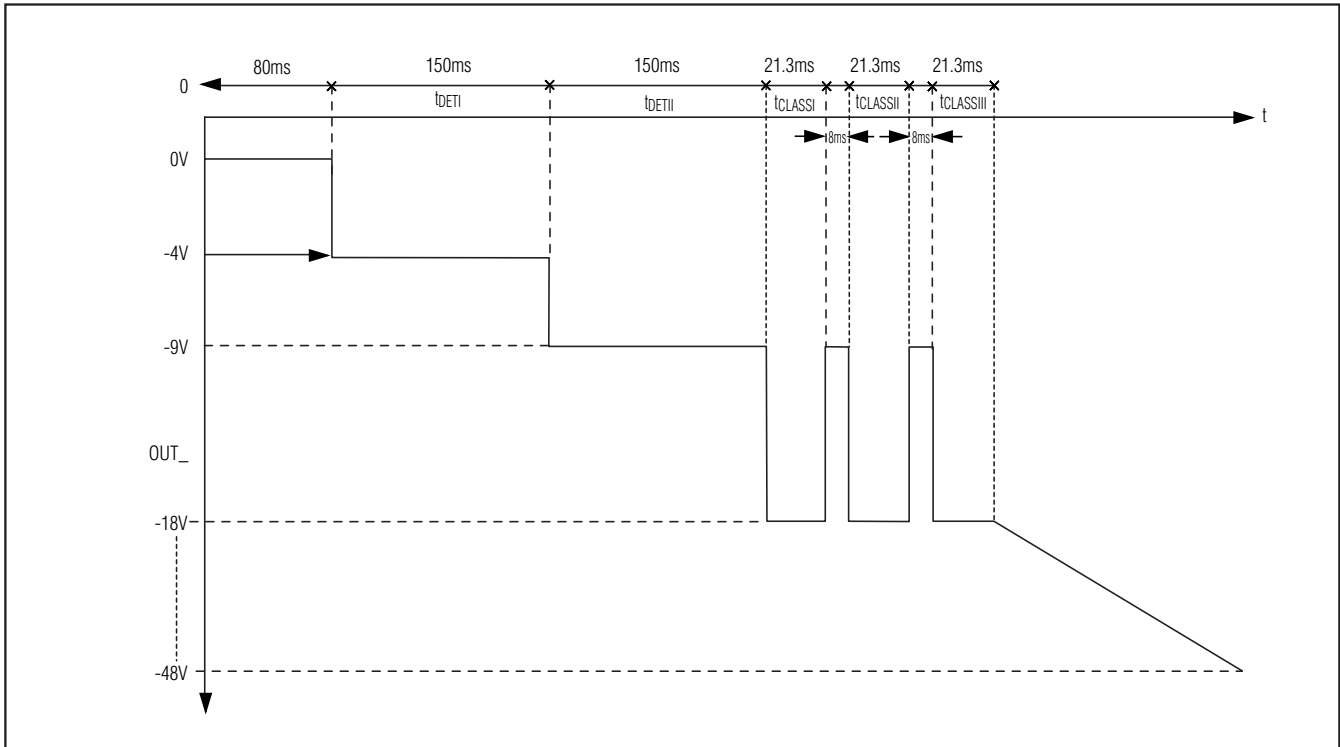 80ms 150ms 150ms 21.3ms 21.3ms 21.3ms
0
tDETI tDETII tCLASSI tCLASSII tCLASSIII
t
8ms 8ms
0V
-4V
-9V
OUT_
-18V
-48V